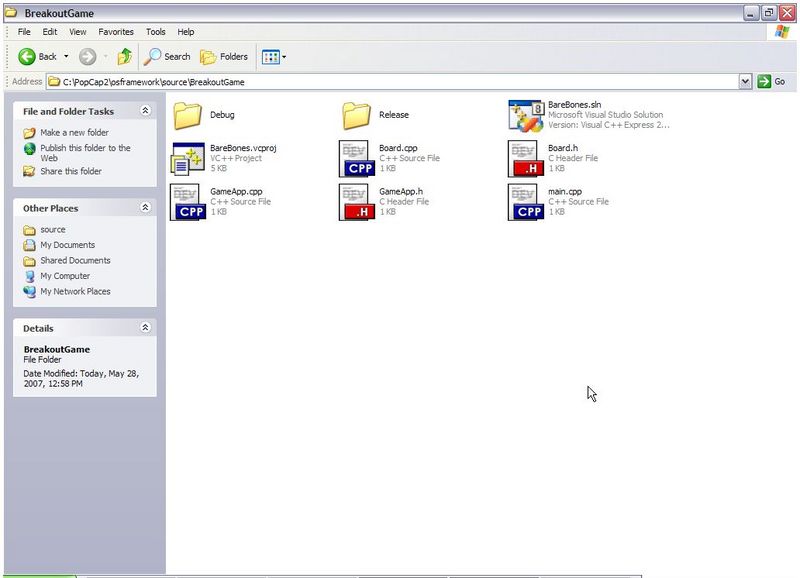 BreakoutGame
File Edit View Favorites Tools Help
Back Search Folders
Address C:\PopCap2\osframework\source\BreakoutGame Go
File and Folder Tasks
Make a new folder
Publish this folder to the
Web
Share this folder
Other Places
source
My Documents
Shared Documents
My Computer
My Network Places
Details
BreakoutGame
File Folder
Date Modified: Today, May 28,
2007, 12:58 PM
Debug
Release
BareBones.sln
Microsoft Visual Studio Solution
Version: Visual C++ Express 2...
BareBones.vcproj
VC++ Project
5 KB
CPP
Board.cpp
C++ Source File
1 KB
.H
Board.h
C Header File
1 KB
CPP
GameApp.cpp
C++ Source File
1 KB
.H
GameApp.h
C Header File
1 KB
CPP
main.cpp
C++ Source File
1 KB